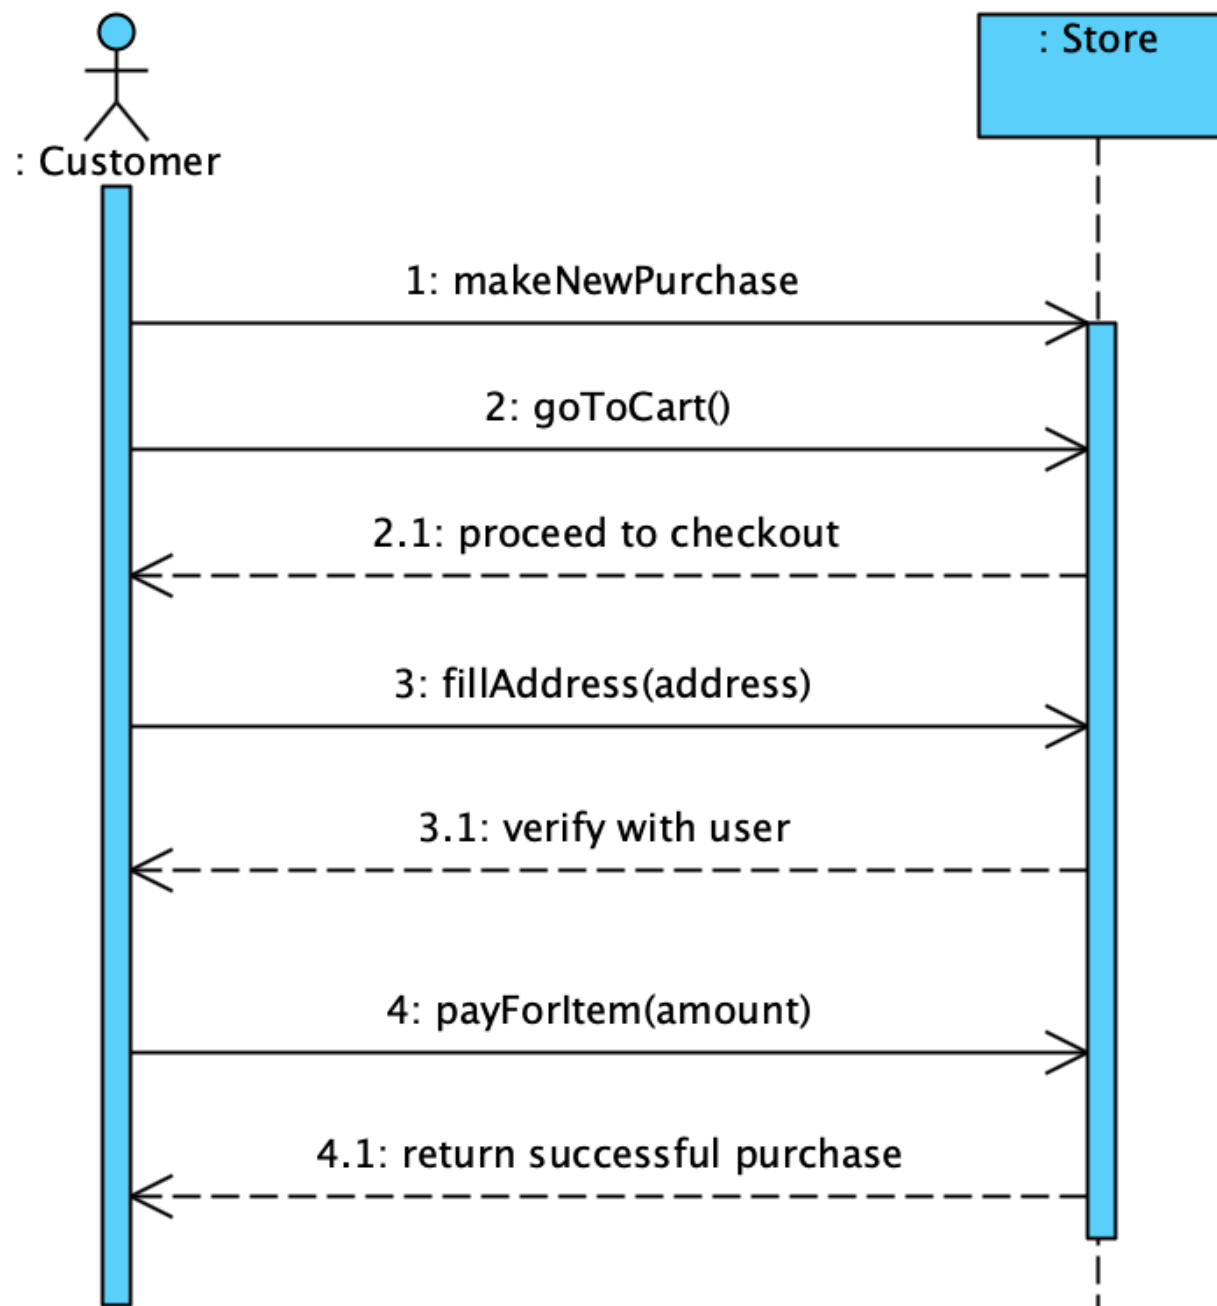 : Customer
: Store
1: makeNewPurchase
2: goToCart()
2.1: proceed to checkout
3: fillAddress(address)
3.1: verify with user
4: payForItem(amount)
4.1: return successful purchase